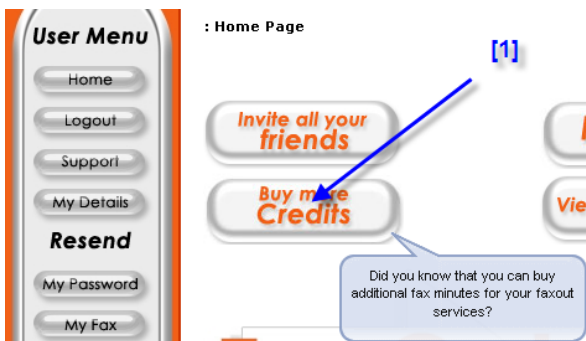 User Menu
Home
Logout
Support
My Details
Resend
My Password
My Fax
: Home Page
[1]
Invite all your
friends
Buy more
Credits
Vie
Did you know that you can buy
additional fax minutes for your faxout
services?